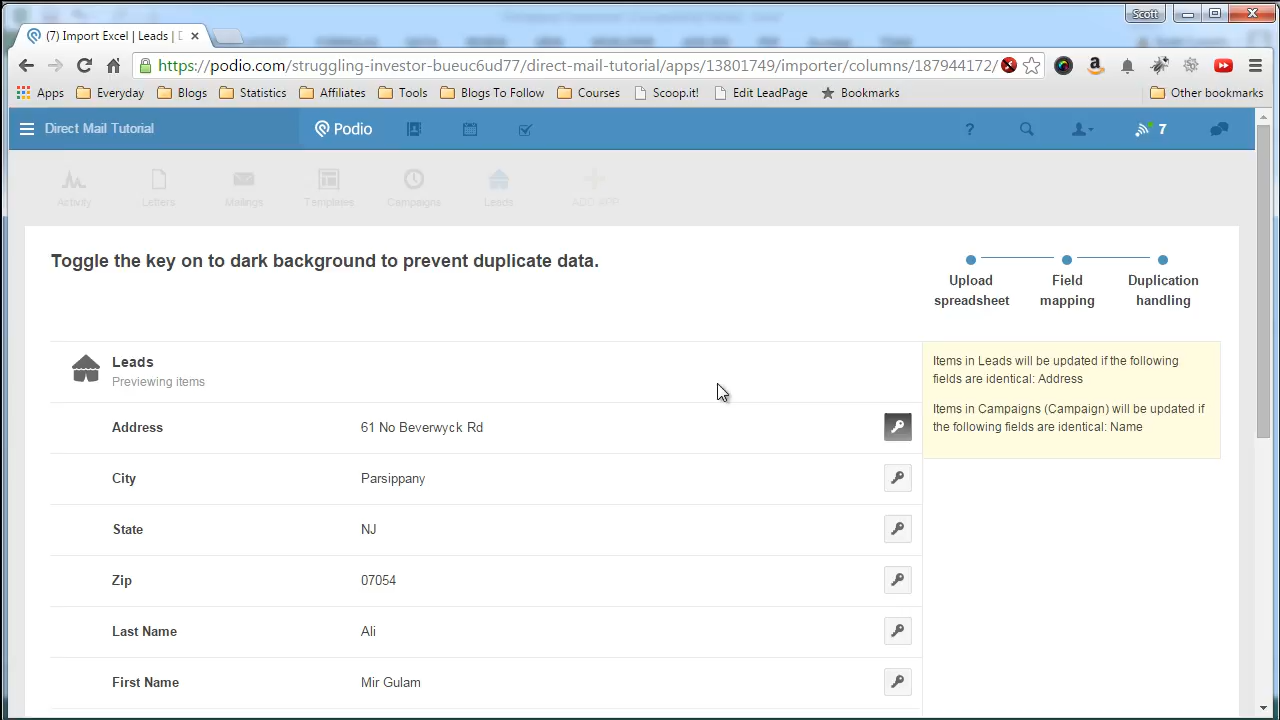 Scott
(7) Import Excel | Leads |
https://podio.com/struggling-investor-bueuc6ud77/direct-mail-tutorial/apps/13801749/importer/columns/187944172/
Apps Everyday Blogs Statistics Affiliates Tools Blogs To Follow Courses Scoop.it! Edit LeadPage Bookmarks Other bookmarks
Direct Mail Tutorial Podio ? 7
Activity Letters Mailings Templates Campaigns Leads ADD APP
Toggle the key on to dark background to prevent duplicate data.
Upload spreadsheet
Field mapping
Duplication handling
Leads
Previewing items
Items in Leads will be updated if the following
fields are identical: Address
Items in Campaigns (Campaign) will be updated if
the following fields are identical: Name
Address 61 No Beverwyck Rd
City Parsippany
State NJ
Zip 07054
Last Name Ali
First Name Mir Gulam